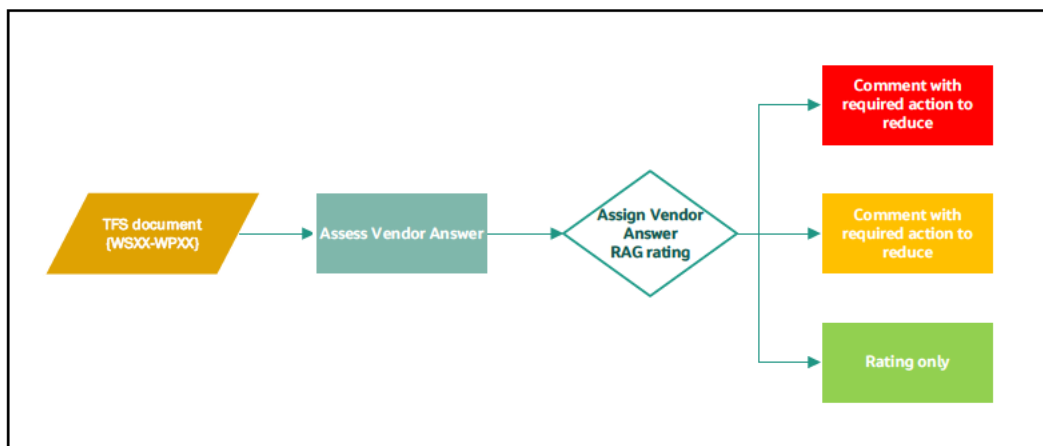 Comment with
required action to
reduce
TFS document
(WSXX-WPXX)
Assess Vendor Answer
Assign Vendor
Answer
RAG rating
Comment with
required action to
reduce
Rating only